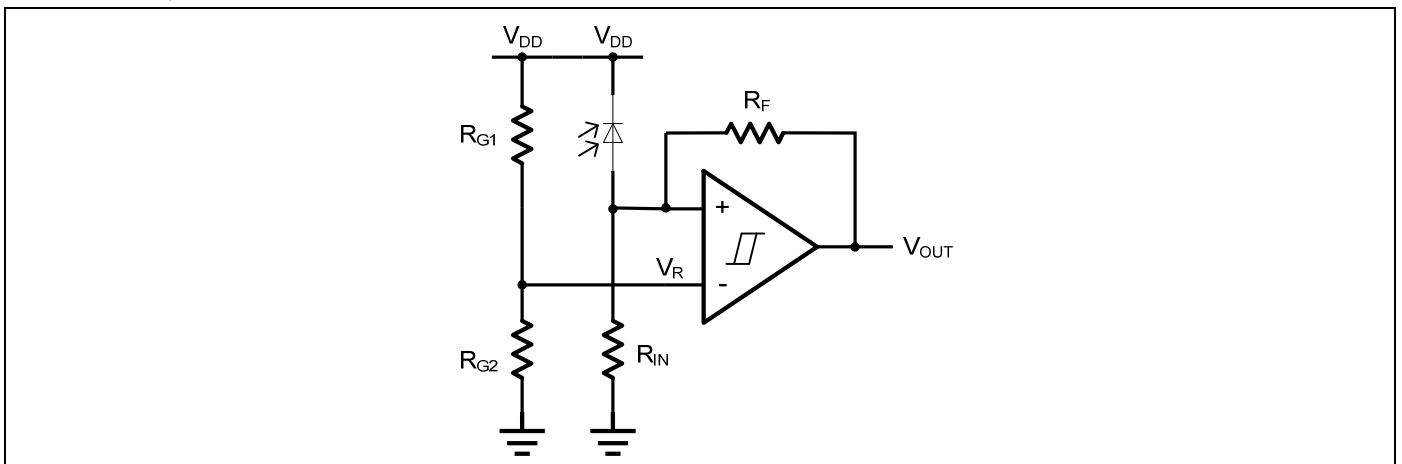 VDD VDD
RF
RG1
+
VOUT
VR
-
RG2
RIN